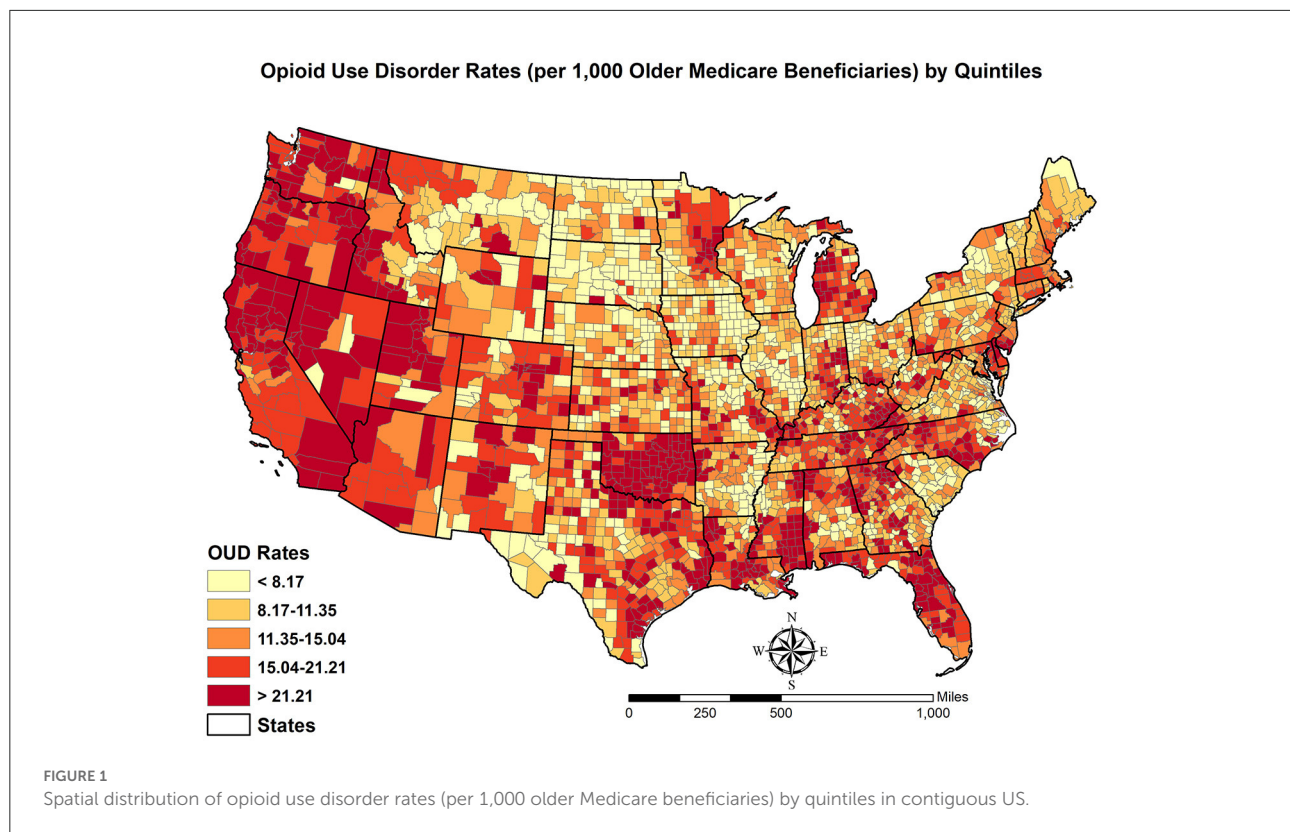 Opioid Use Disorder Rates (per 1,000 Older Medicare Beneficiaries) by Quintiles
OUD Rates
< 8.17
8.17-11.35
11.35-15.04
15.04-21.21
> 21.21
States
N
W E
S
Miles
0 250 500 1,000
FIGURE 1
Spatial distribution of opioid use disorder rates (per 1,000 older Medicare beneficiaries) by quintiles in contiguous US.